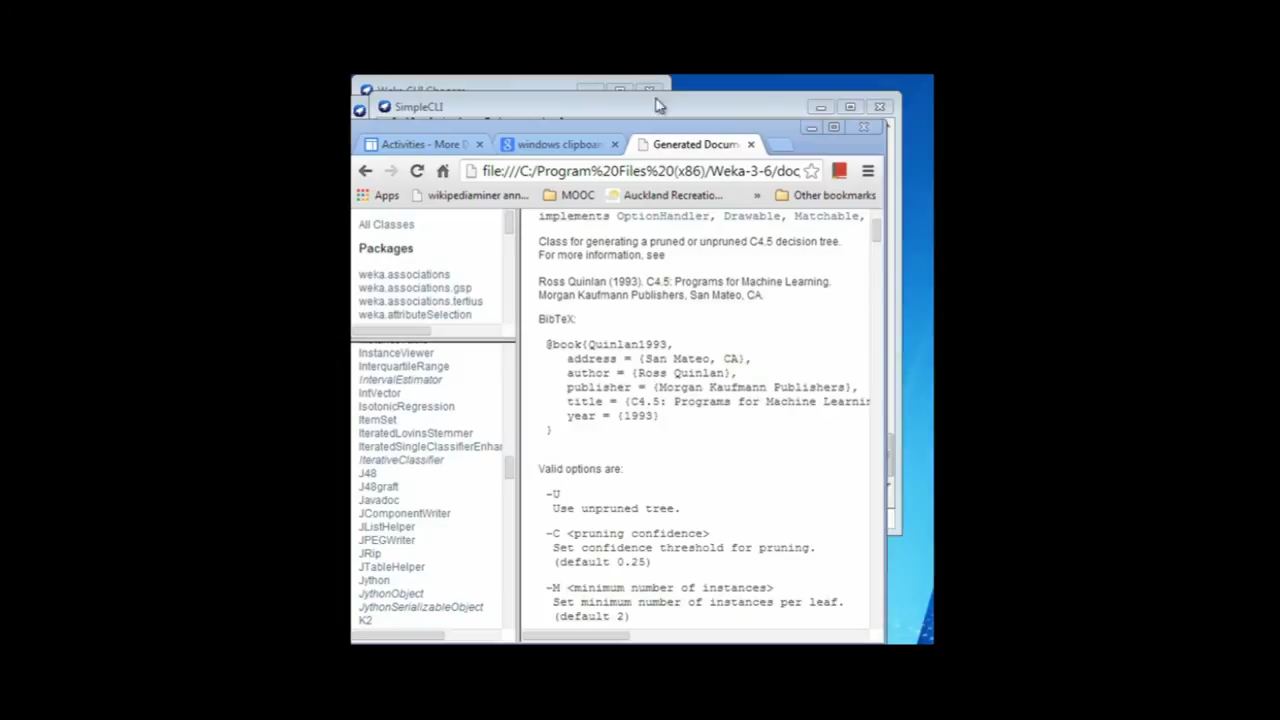 SimpleCLI
Activities - More D
windows clipboar
Generated Docum
file:///C:/Program%20Files%20(x86)/Weka-3-6/doc
Apps
wikipediaminer ann...
MOOC
Auckland Recreatio...
»
Other bookmarks
All Classes
Packages
weka.associations
weka.associations.gsp
weka.associations.tertius
weka.attributeSelection
InstanceViewer
InterquartileRange
IntervalEstimator
IntVector
IsotonicRegression
ItemSet
IteratedLovinsStemmer
IteratedSingleClassifierEnhar
IterativeClassifier
J48
J48graft
Javadoc
JComponentWriter
JListHelper
JPEGWriter
JRip
JTableHelper
Jython
JythonObject
JythonSerializableObject
K2
implements OptionHandler, Drawable, Matchable,
Class for generating a pruned or unpruned C4.5 decision tree.
For more information, see
Ross Quinlan (1993). C4.5: Programs for Machine Learning.
Morgan Kaufmann Publishers, San Mateo, CA.
BibTeX:
@book{Quinlan1993,
address = {San Mateo, CA},
author = {Ross Quinlan},
publisher = {Morgan Kaufmann Publishers},
title = {C4.5: Programs for Machine Learnin
year = {1993}
}
Valid options are:
-U
Use unpruned tree.
-C <pruning confidence>
Set confidence threshold for pruning.
(default 0.25)
-M <minimum number of instances>
Set minimum number of instances per leaf.
(default 2)